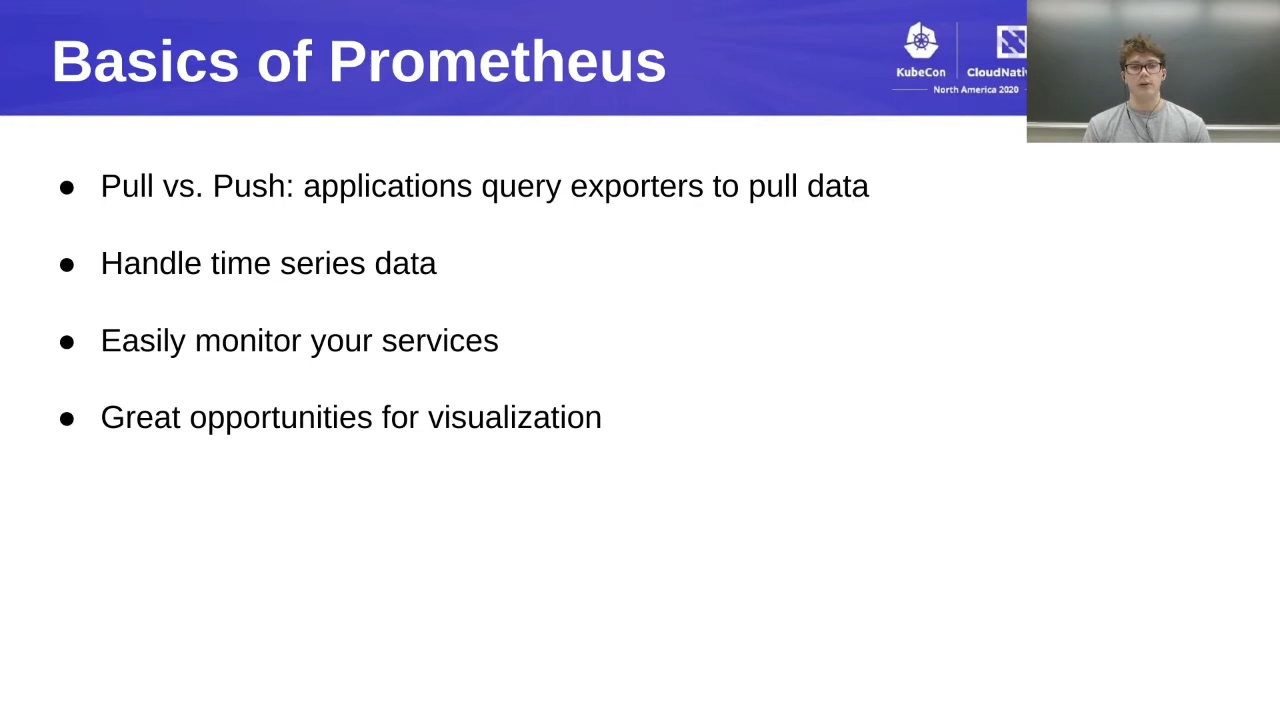 Basics of Prometheus
KubeCon
CloudNativ
North America 2020
● Pull vs. Push: applications query exporters to pull data
● Handle time series data
● Easily monitor your services
● Great opportunities for visualization